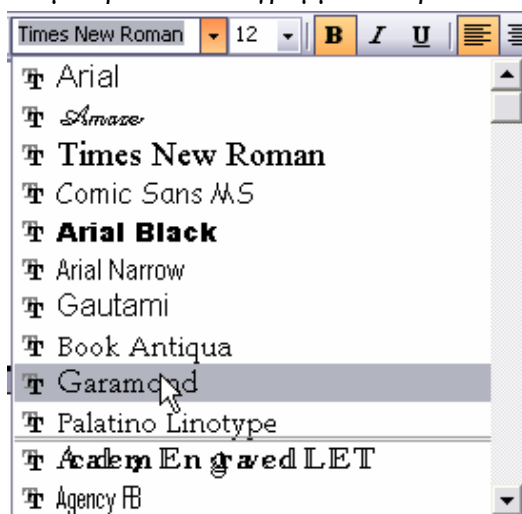 Times New Roman 12 B I U
Arial
Amaze
Times New Roman
Comic Sans MS
Arial Black
Arial Narrow
Gautami
Book Antiqua
Garamond
Palatino Linotype
Academ Engraved LET
Agency FB